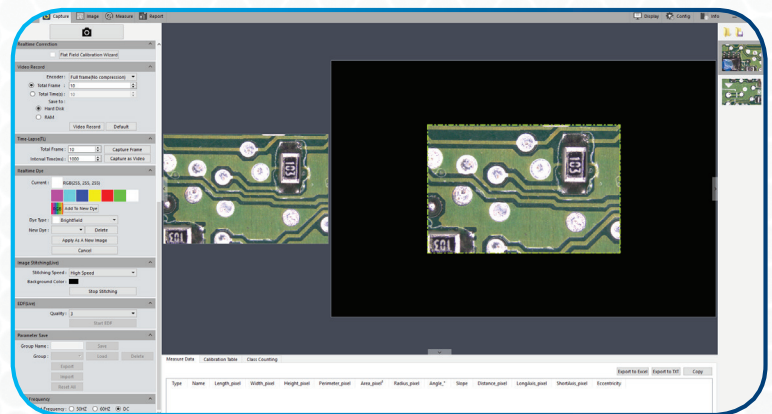 Capture Image Measure Report Display Config Info
Realtime Correction
Flat Field Calibration Wizard
Video Record
Encoder: Full frame(No compression)
Total Frame : 10
Total Time(s) : 10
Save to :
Hard Disk
RAM
Video Record Default
Time-Lapse(TL)
Total Frame : 10 Capture Frame
Interval Time(ms) : 1000 Capture as Video
Realtime Dye
Current : RGB(255, 255, 255)
Add To New Dye
Dye Type : Brightfield
New Dye : Delete
Apply As A New Image
Cancel
Image Stitching(Live)
Stitching Speed : High Speed
Background Color :
Stop Stitching
EDF(Live)
Quality : 2
Start EDF
Parameter Save
Group Name : Save
Group : Load Delete
Export
Import
Reset All
Frequency
Frequency : 50HZ 60HZ DC
103
103
103
103
Measure Data Calibration Table Class Counting
Export to Excel Export to TXT. Copy
Type Name Length_pixel Width_pixel Height_pixel Perimeter_pixel Area_pixel² Radius_pixel Angle_° Slope Distance_pixel LongAxis_pixel ShortAxis_pixel Eccentricity